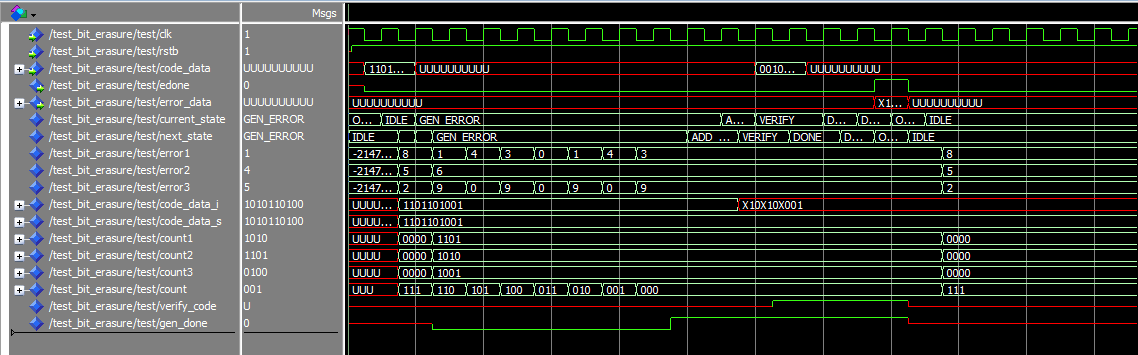 Msgs
/test_bit_erasure/test/clk 1
/test_bit_erasure/test/rstb 1
/test_bit_erasure/test/code_data UUUUUUUUUU 1101... UUUUUUUUUU 0010... UUUUUUUUUU
/test_bit_erasure/test/edone 0
/test_bit_erasure/test/error_data UUUUUUUUUU UUUUUUUUUU X1... UUUUUUUUUU
/test_bit_erasure/test/current_state GEN_ERROR O... IDLE GEN_ERROR A... VERIFY D... D... O... IDLE
/test_bit_erasure/test/next_state GEN_ERROR IDLE GEN_ERROR ADD_... VERIFY DONE D... O... IDLE
/test_bit_erasure/test/error1 1 -2147... 8 1 4 3 0 1 4 3 8
/test_bit_erasure/test/error2 4 -2147... 5 6 5
/test_bit_erasure/test/error3 5 -2147... 2 9 0 9 0 9 0 9 2
/test_bit_erasure/test/code_data_i 1010110100 UUUU... 1101101001 X10X10X001
/test_bit_erasure/test/code_data_s 1010110100 UUUU... 1101101001
/test_bit_erasure/test/count1 1010 UUUU 0000 1101 0000
/test_bit_erasure/test/count2 1101 UUUU 0000 1010 0000
/test_bit_erasure/test/count3 0100 UUUU 0000 1001 0000
/test_bit_erasure/test/count 001 UUU 111 110 101 100 011 010 001 000 111
/test_bit_erasure/test/verify_code U
/test_bit_erasure/test/gen_done 0